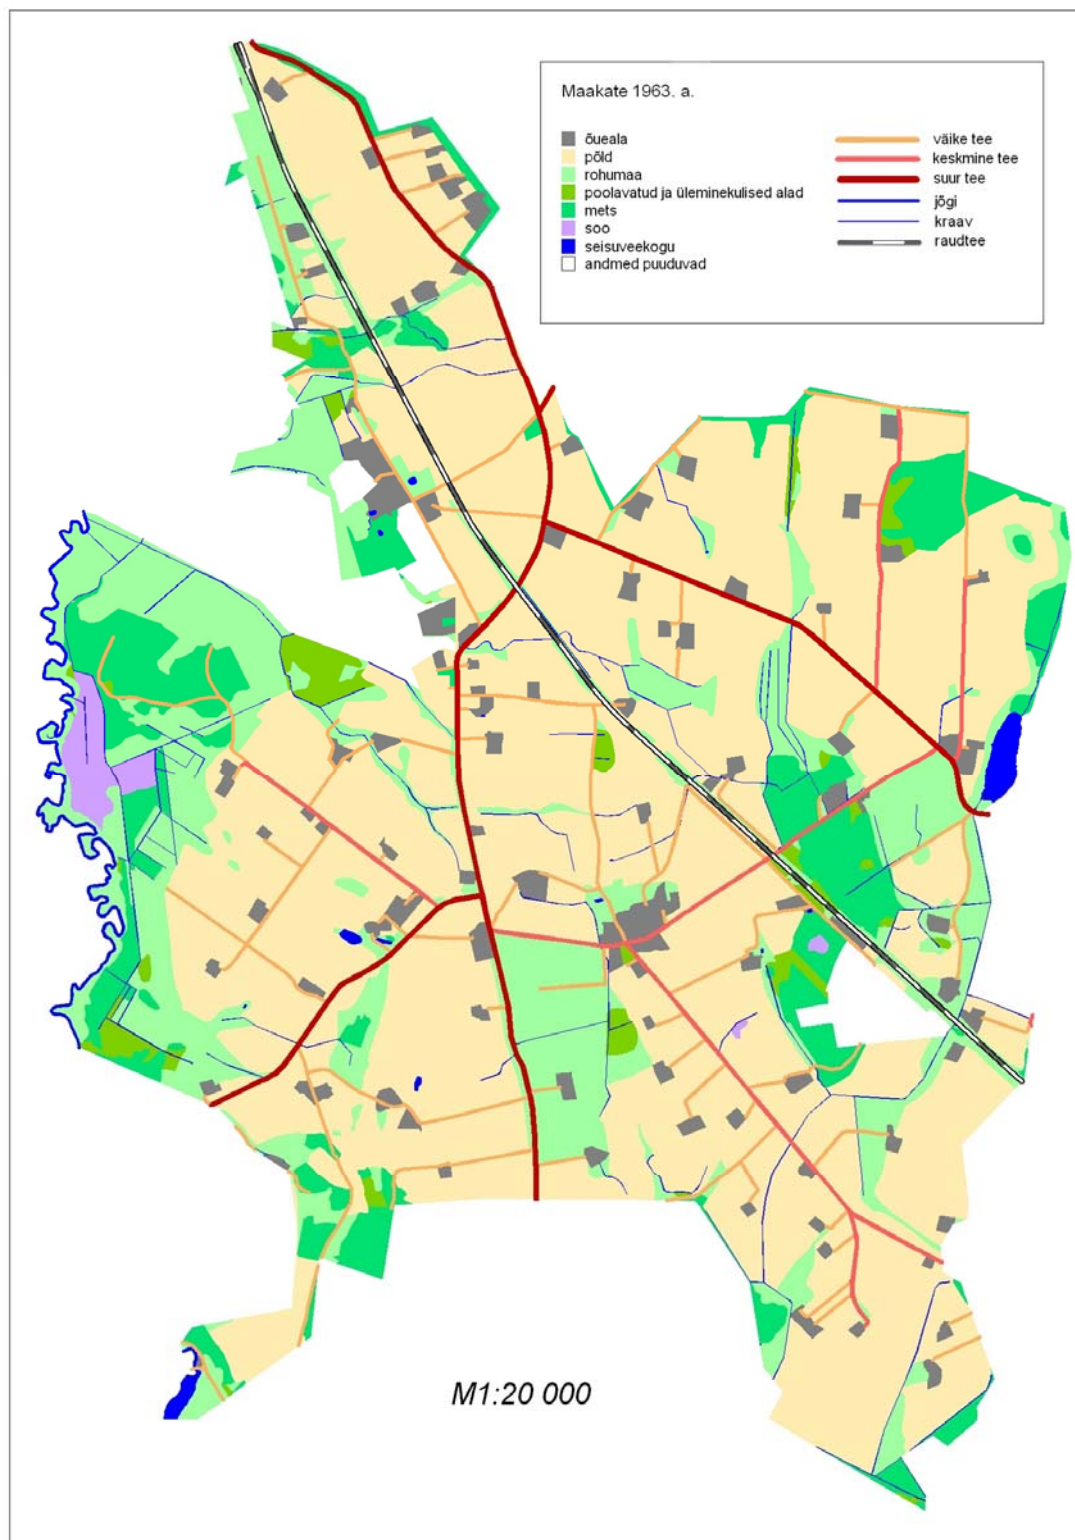 Maakate 1963. a.
õueala
põld
rohumaa
poolavatud ja üleminekulised alad
mets
soo
seisuveekogu
andmed puuduvad
väike tee
keskmine tee
suur tee
jõgi
kraav
raudtee
M1:20 000